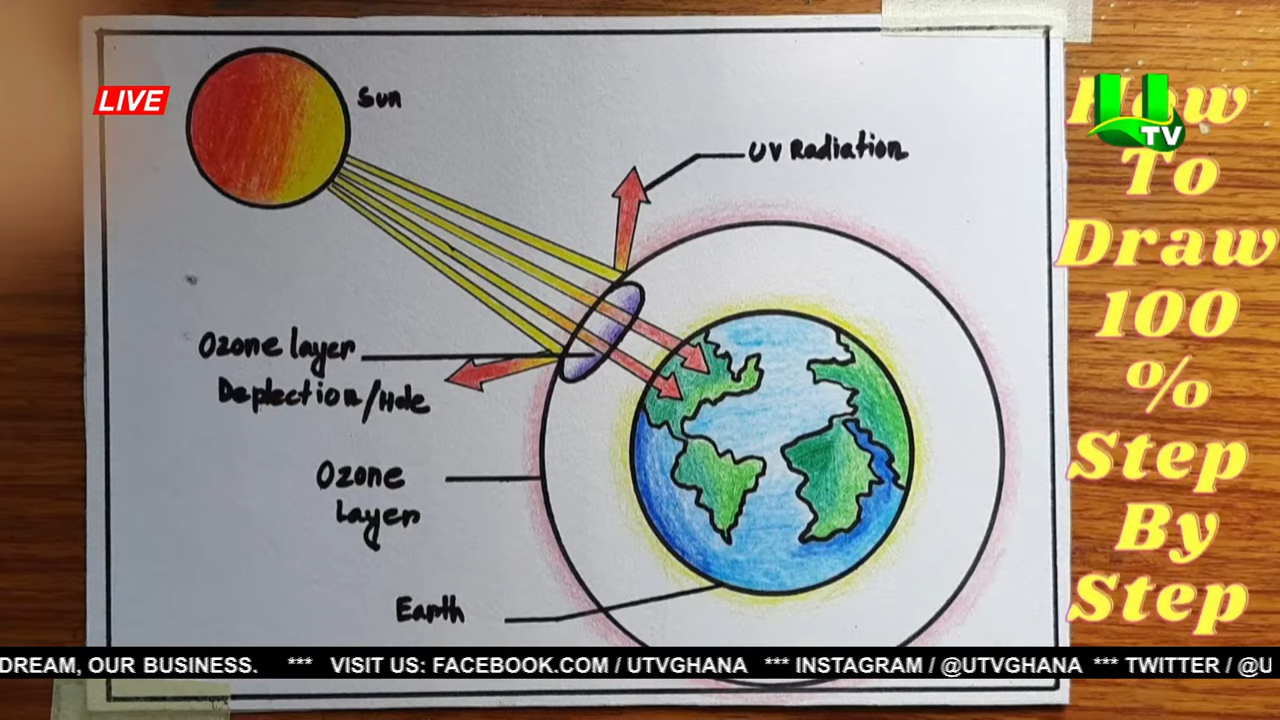 LIVE
Sun
UV Radiation
Ozone layer
Deplection/Hole
Ozone
Layer
Earth
U
TV
How
To
Draw
100
%
Step
By
Step
DREAM, OUR BUSINESS. *** VISIT US: FACEBOOK.COM / UTVGHANA *** INSTAGRAM / @UTVGHANA *** TWITTER / @U